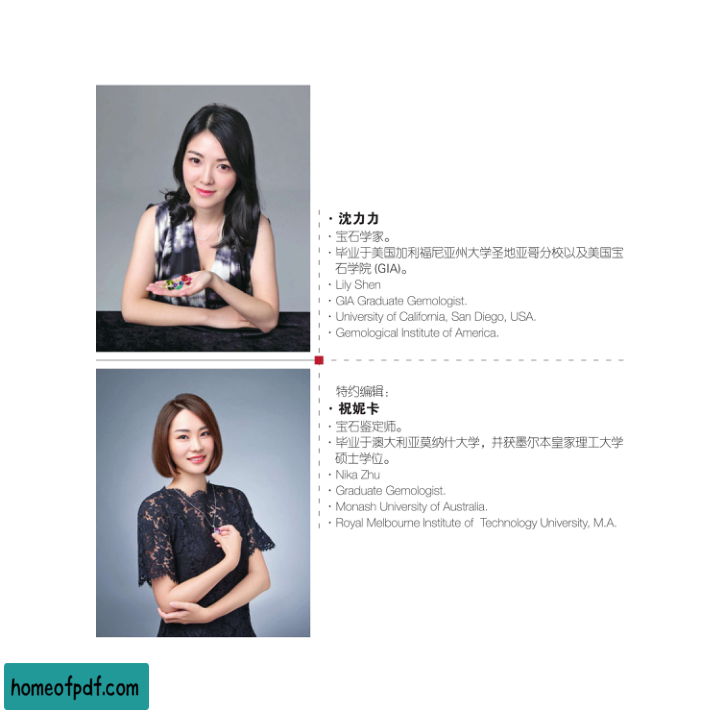 · 沈力力
· 宝石学家。
· 毕业于美国加利福尼亚州大学圣地亚哥分校以及美国宝
石学院 (GIA)。
· Lily Shen
· GIA Graduate Gemologist.
· University of California, San Diego, USA.
· Gemological Institute of America.
特约编辑：
· 祝妮卡
· 宝石鉴定师。
· 毕业于澳大利亚莫纳什大学，并获墨尔本皇家理工大学
硕士学位。
· Nika Zhu
· Graduate Gemologist.
· Monash University of Australia.
· Royal Melbourne Institute of Technology University, M.A.
homeofpdf.com